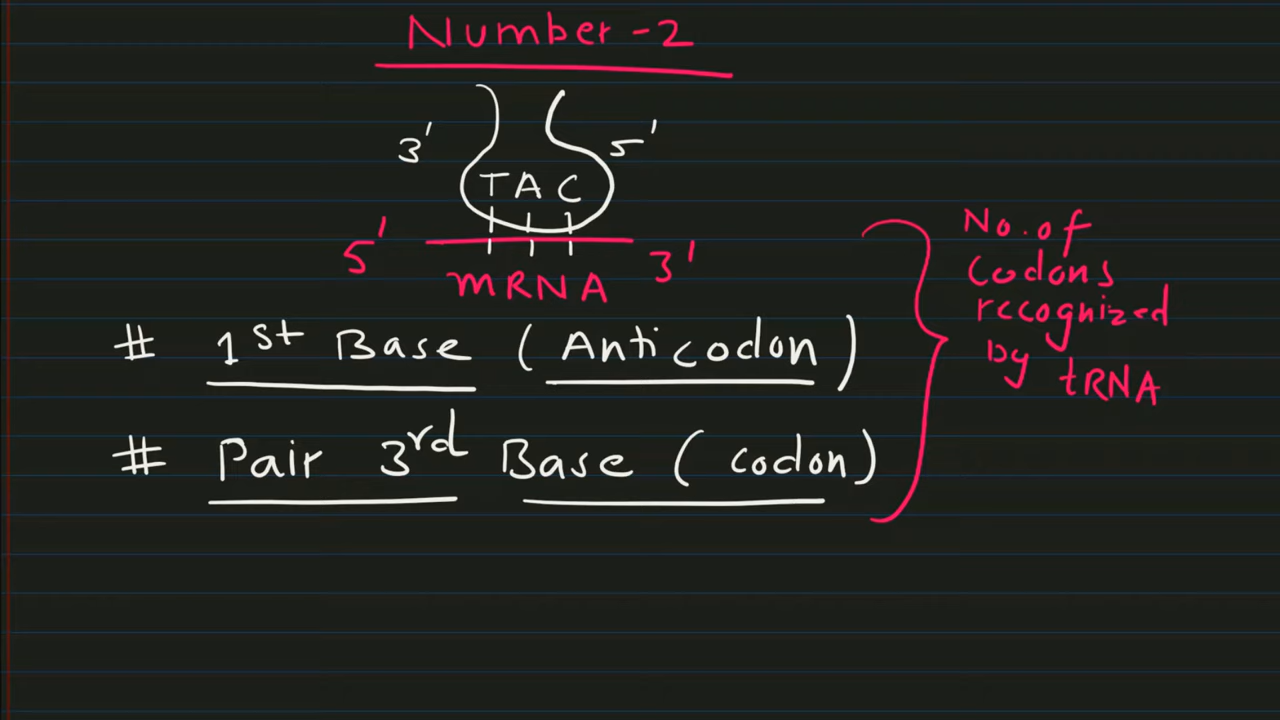 Number-2
3' 5'
TAC
5' 3'
mRNA
# 1st Base (Anticodon)
# Pair 3rd Base (codon)
No. of
Codons
recognized
by tRNA